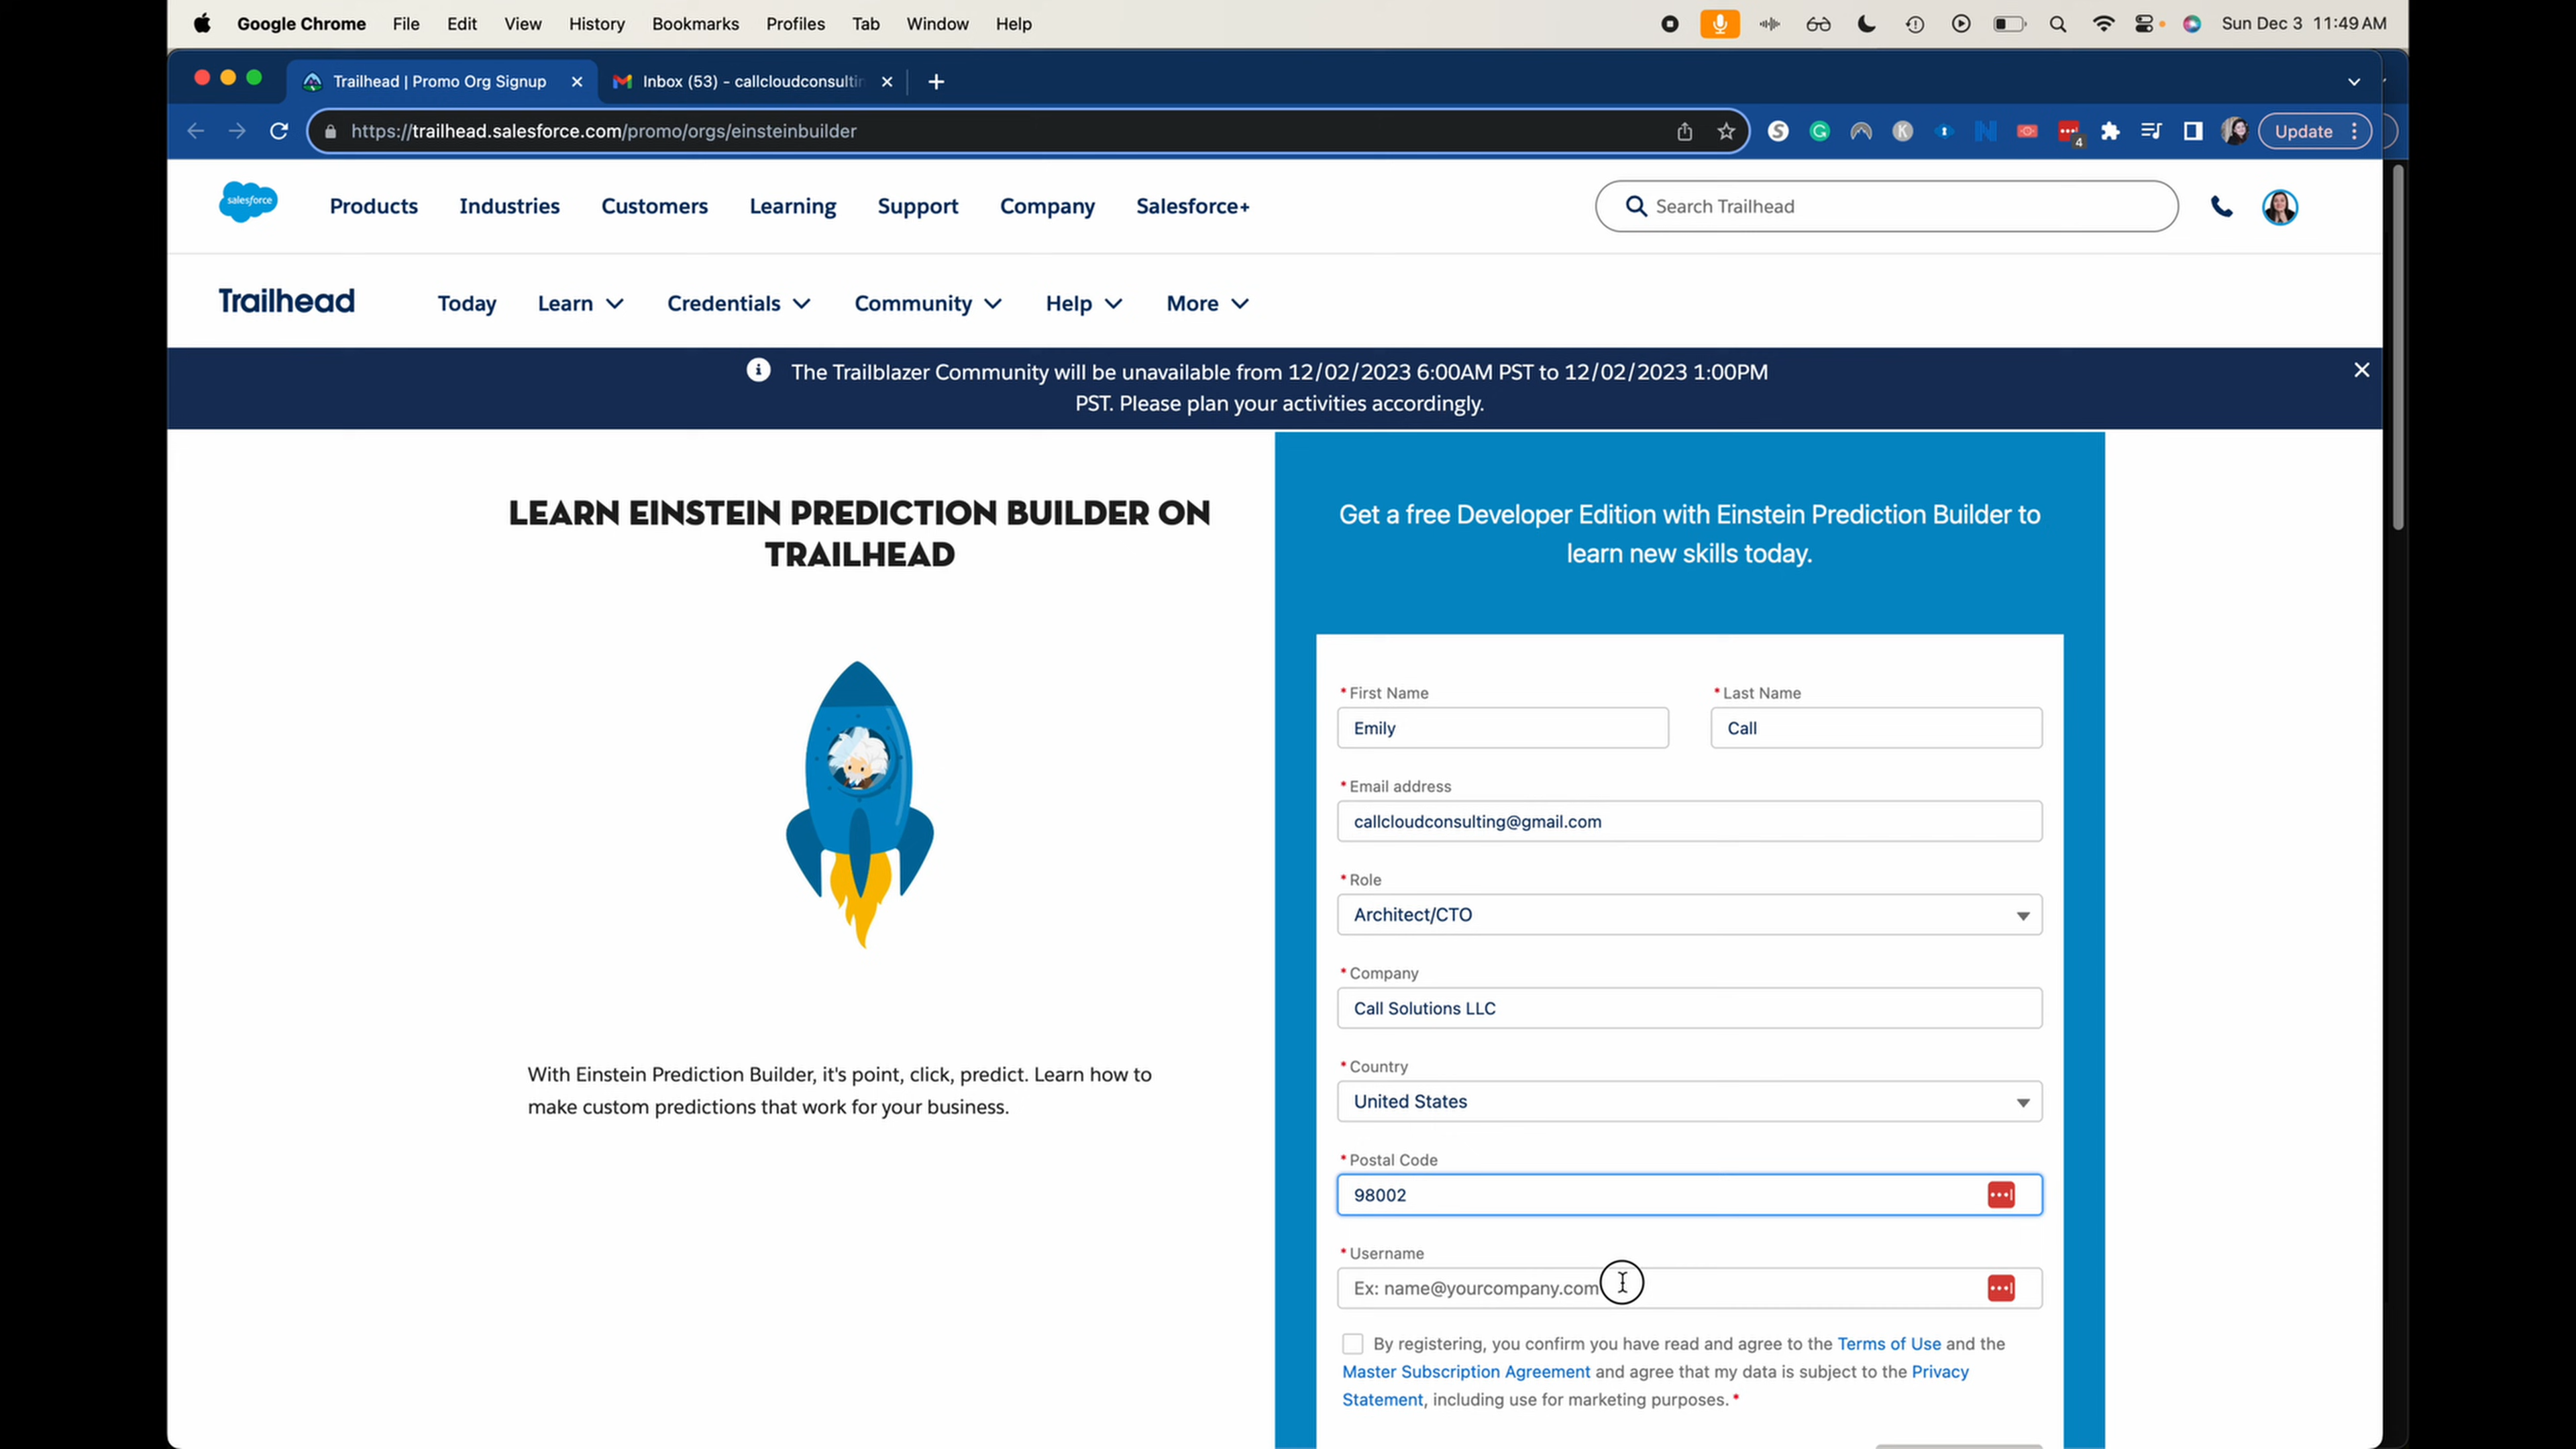 Google Chrome File Edit View History Bookmarks Profiles Tab Window Help Sun Dec 3 11:49 AM
Trailhead | Promo Org Signup Inbox (53) - callcloudconsultin
https://trailhead.salesforce.com/promo/orgs/einsteinbuilder S G K N 4 Update
salesforce Products Industries Customers Learning Support Company Salesforce+ Search Trailhead
Trailhead Today Learn Credentials Community Help More
The Trailblazer Community will be unavailable from 12/02/2023 6:00AM PST to 12/02/2023 1:00PM
PST. Please plan your activities accordingly.
LEARN EINSTEIN PREDICTION BUILDER ON
TRAILHEAD
With Einstein Prediction Builder, it's point, click, predict. Learn how to
make custom predictions that work for your business.
Get a free Developer Edition with Einstein Prediction Builder to
learn new skills today.
* First Name * Last Name
Emily Call
* Email address
callcloudconsulting@gmail.com
* Role
Architect/CTO
* Company
Call Solutions LLC
* Country
United States
* Postal Code
98002
* Username
Ex: name@yourcompany.com
By registering, you confirm you have read and agree to the Terms of Use and the
Master Subscription Agreement and agree that my data is subject to the Privacy
Statement, including use for marketing purposes. *